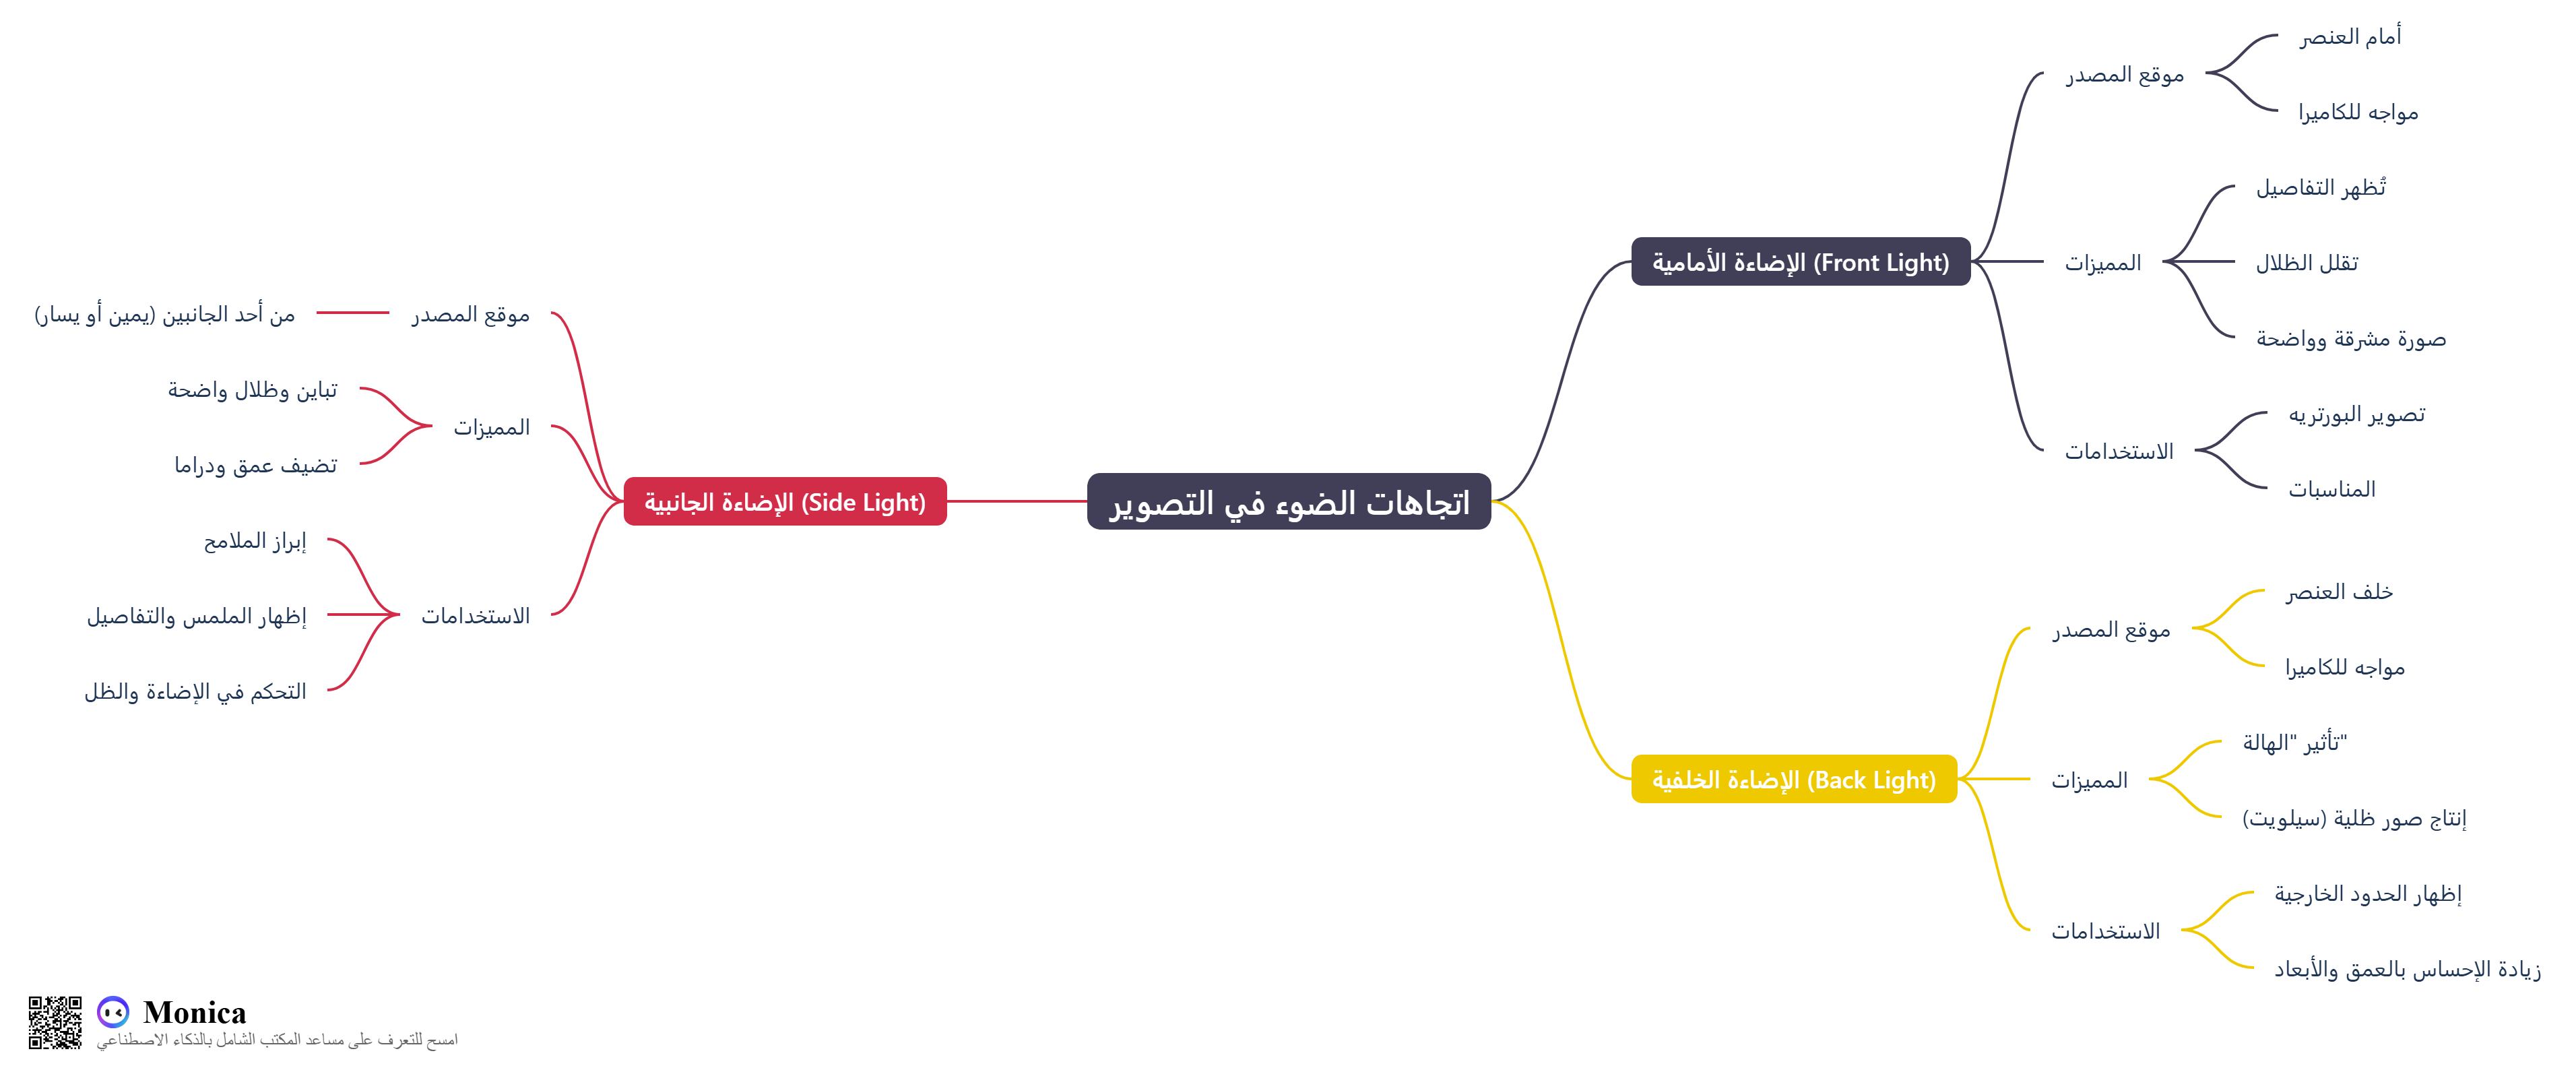 اتجاهات الضوء في التصوير
الإضاءة الأمامية (Front Light)
موقع المصدر
أمام العنصر
مواجه للكاميرا
المميزات
تُظهر التفاصيل
تقلل الظلال
صورة مشرقة وواضحة
الاستخدامات
تصوير البورتريه
المناسبات
الإضاءة الخلفية (Back Light)
موقع المصدر
خلف العنصر
مواجه للكاميرا
المميزات
تأثير "الهالة"
إنتاج صور ظلية (سيلويت)
الاستخدامات
إظهار الحدود الخارجية
زيادة الإحساس بالعمق والأبعاد
الإضاءة الجانبية (Side Light)
موقع المصدر
من أحد الجانبين (يمين أو يسار)
المميزات
تباين وظلال واضحة
تضيف عمق ودراما
الاستخدامات
إبراز الملامح
إظهار الملمس والتفاصيل
التحكم في الإضاءة والظل
Monica
امسح للتعرف على مساعد المكتب الشامل بالذكاء الاصطناعي